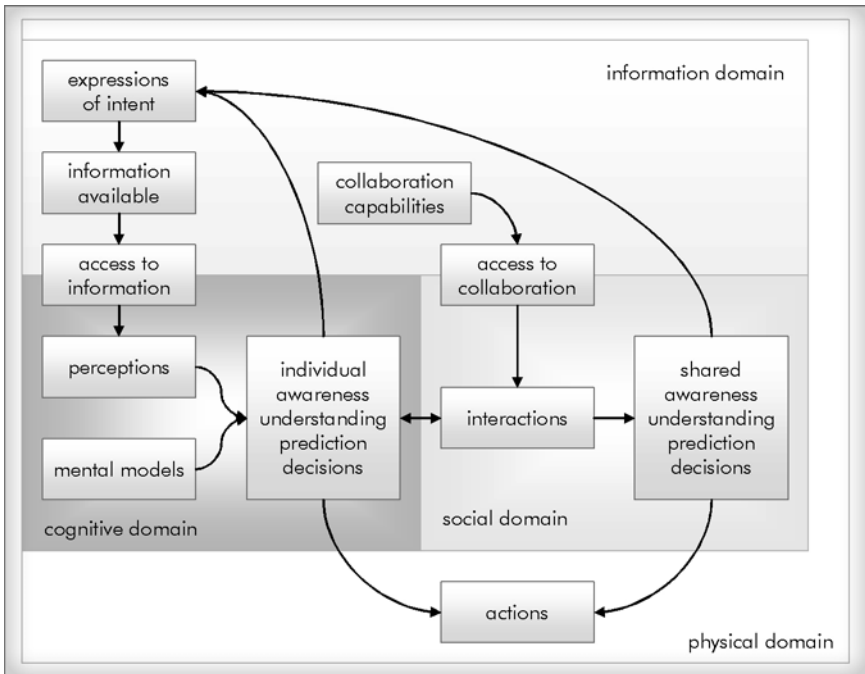 expressions
of intent
information domain
information
available
collaboration
capabilities
access to
information
access to
collaboration
perceptions
individual
awareness
understanding
prediction
decisions
shared
awareness
understanding
prediction
decisions
interactions
mental models
cognitive domain
social domain
actions
physical domain